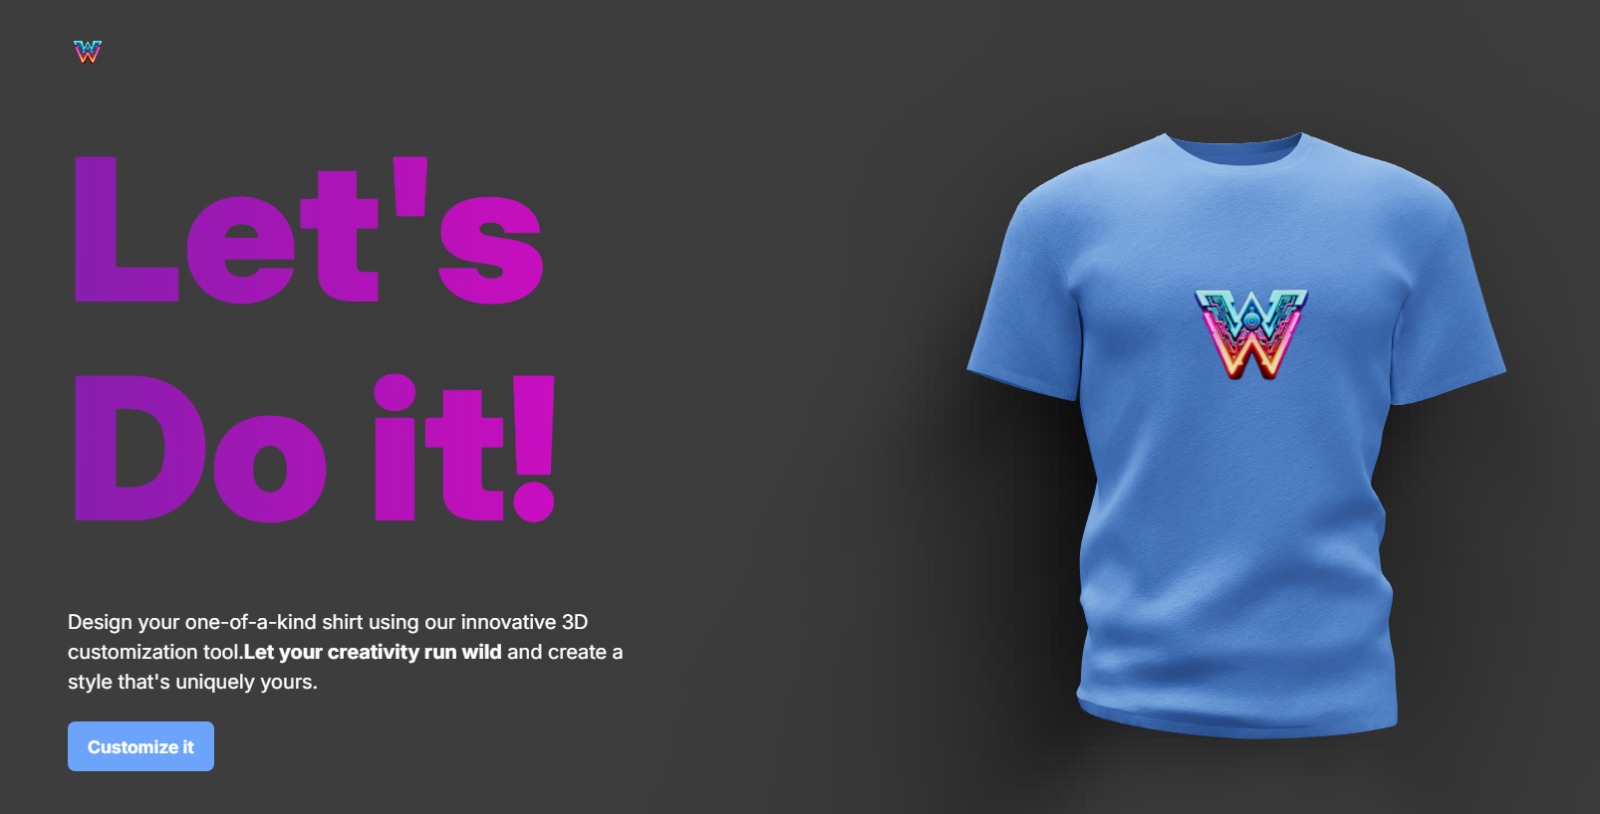 W
Let's
Do it!
Design your one-of-a-kind shirt using our innovative 3D
customization tool.Let your creativity run wild and create a
style that's uniquely yours.
Customize it
W